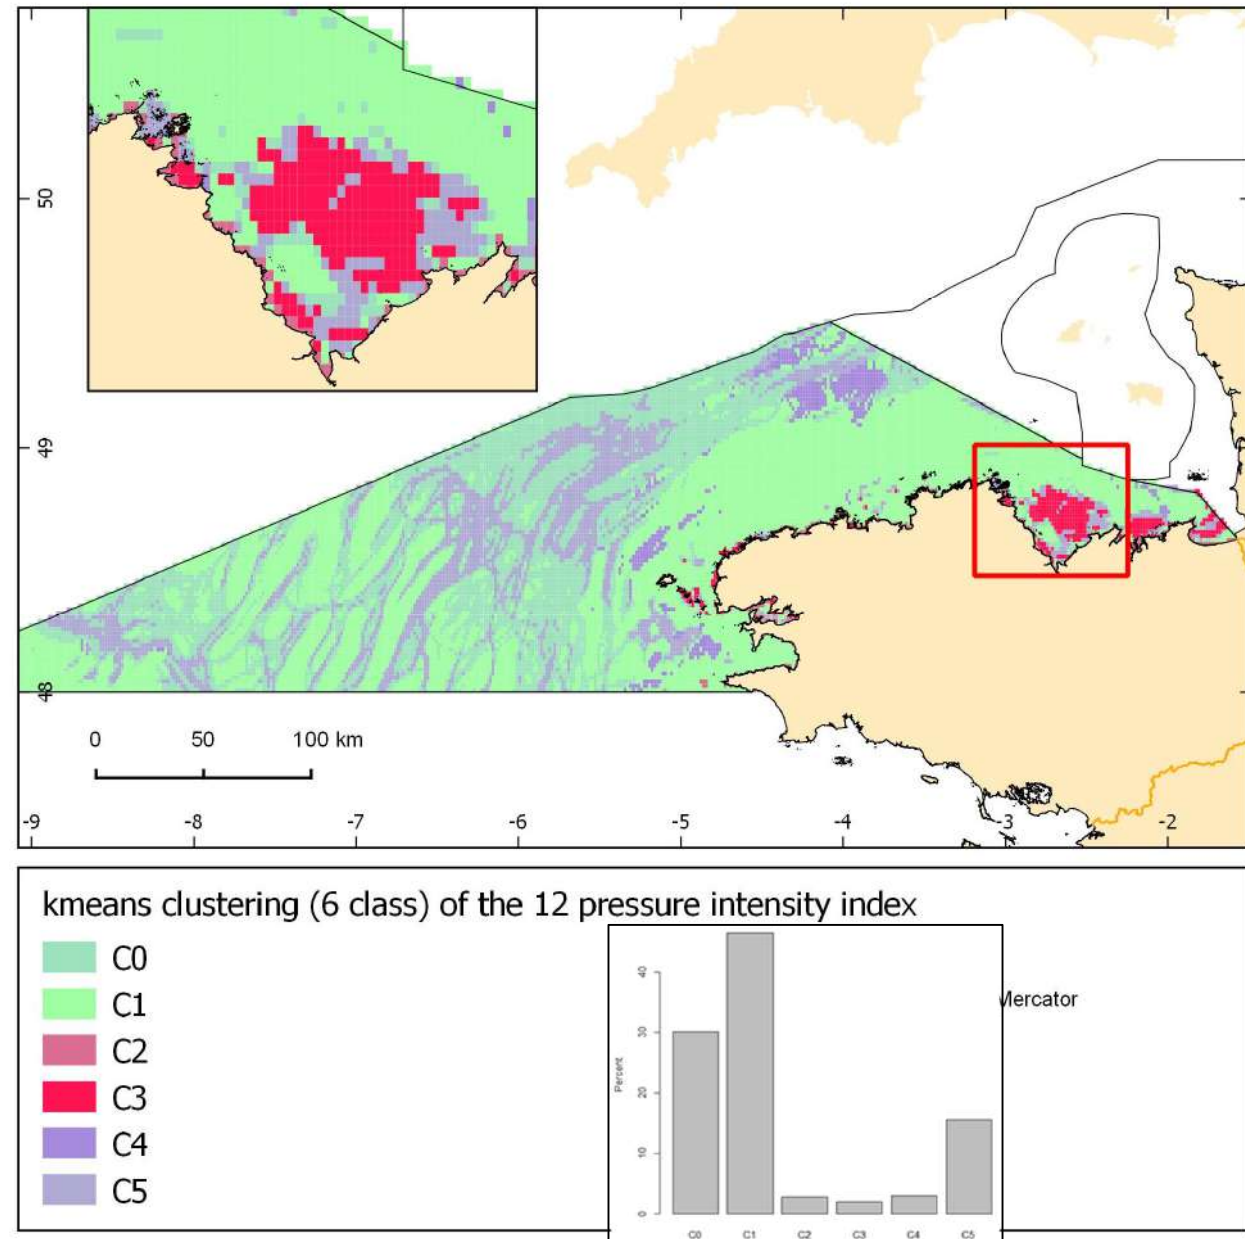 50
49
48
0 50 100 km
-9 -8 -7 -6 -5 -4 -3 -2
kmeans clustering (6 class) of the 12 pressure intensity index
C0
C1
C2
C3
C4
C5
Mercator
Percent
40
30
20
10
0
C0 C1 C2 C3 C4 C5